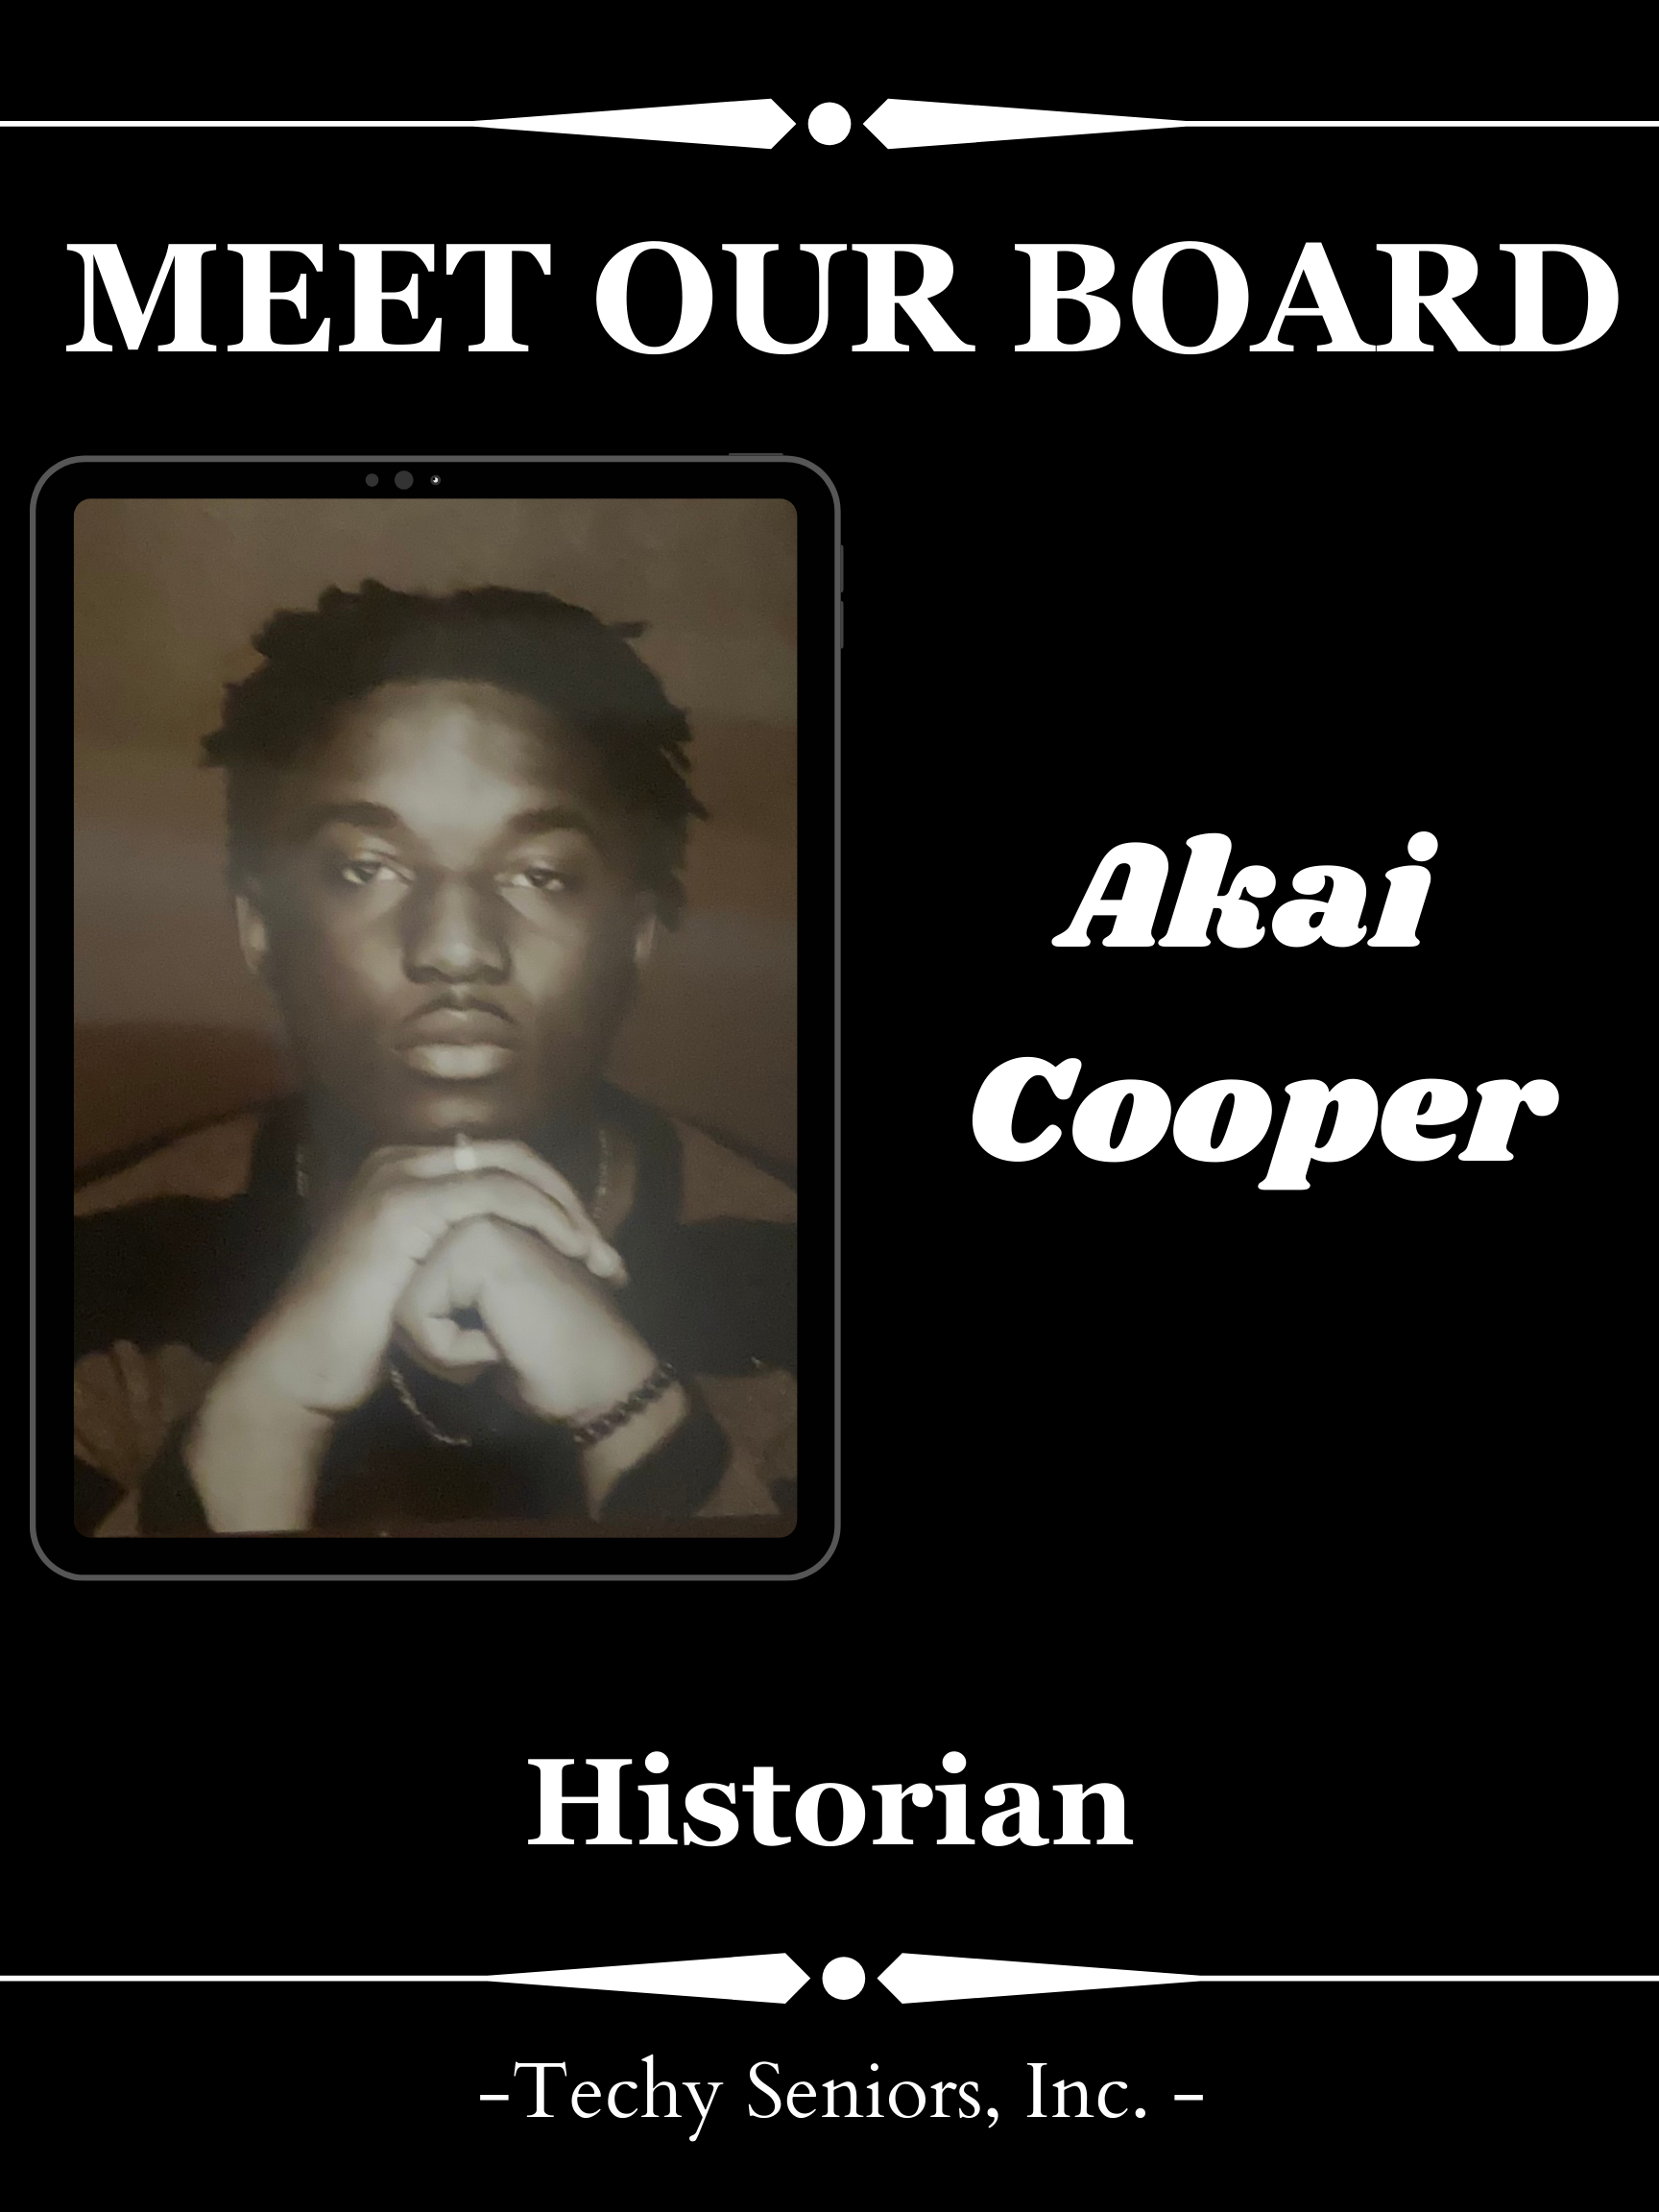 MEET OUR BOARD
Akai
Cooper
Historian
-Techy Seniors, Inc. -